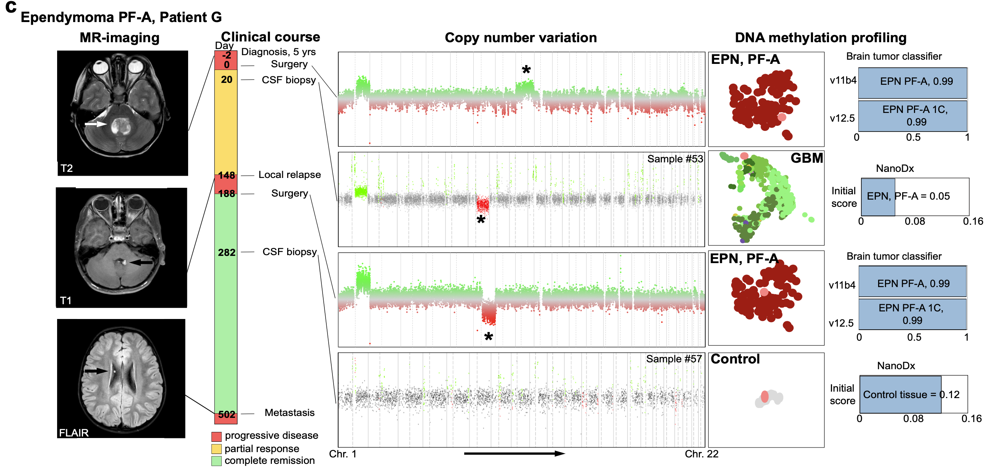 c
Ependymoma PF-A, Patient G
MR-imaging
Clinical course
Copy number variation
DNA methylation profiling
T2
T1
FLAIR
Day
-2
0
20
148
188
282
502
Diagnosis, 5 yrs
Surgery
CSF biopsy
Local relapse
Surgery
CSF biopsy
Metastasis
progressive disease
partial response
complete remission
*
Sample #53
*
*
Sample #57
Chr. 1
Chr. 22
EPN, PF-A
Brain tumor classifier
v11b4
EPN PF-A, 0.99
v12.5
EPN PF-A 1C,
0.99
0
0.5
1
GBM
NanoDx
Initial
score
EPN, PF-A = 0.05
0
0.08
0.16
EPN, PF-A
Brain tumor classifier
v11b4
EPN PF-A, 0.99
v12.5
EPN PF-A 1C,
0.99
0
0.5
1
Control
NanoDx
Initial
score
Control tissue = 0.12
0
0.08
0.16